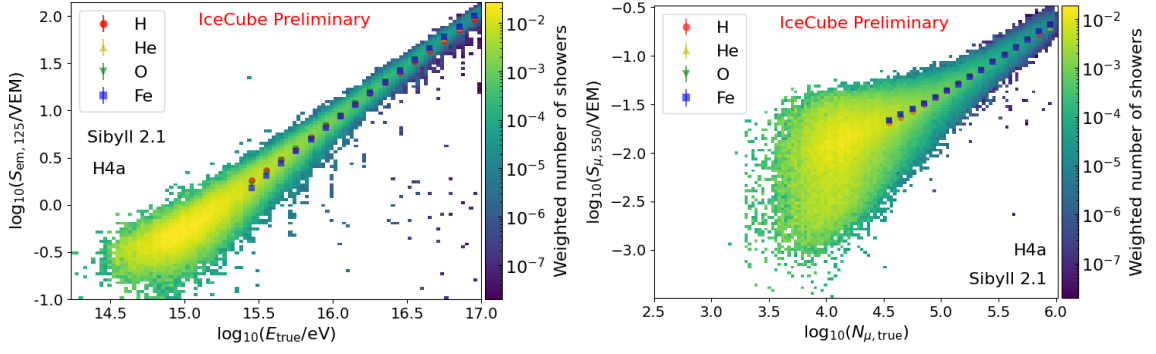 IceCube Preliminary
H
He
O
Fe
Sibyll 2.1
H4a
log10(Sem, 125/VEM)
2.0
1.5
1.0
0.5
0.0
−0.5
−1.0
14.5 15.0 15.5 16.0 16.5 17.0
log10(Etrue/eV)
10−2
10−3
10−4
10−5
10−6
10−7
Weighted number of showers
IceCube Preliminary
H
He
O
Fe
H4a
Sibyll 2.1
log10(Sμ, 550/VEM)
−0.5
−1.0
−1.5
−2.0
−2.5
−3.0
2.5 3.0 3.5 4.0 4.5 5.0 5.5 6.0
log10(Nμ, true)
10−2
10−3
10−4
10−5
10−6
10−7
Weighted number of showers